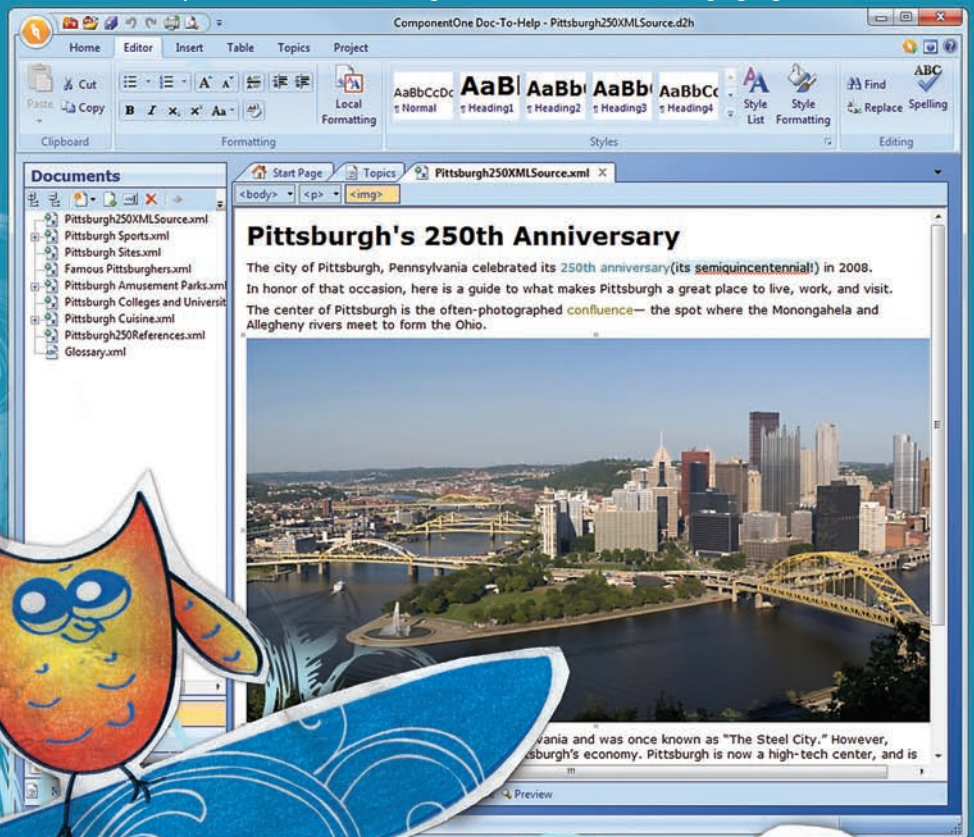 ComponentOne Doc-To-Help - Pittsburgh250XMLSource.d2h
Home Editor Insert Table Topics Project
Paste
Cut
Copy
Clipboard
B I x, x² Aa
Formatting
Local
Formatting
AaBbCcDc AaBl AaBb AaBb AaBbCc
¶ Normal ¶ Heading1 ¶ Heading2 ¶ Heading3 ¶ Heading4
Styles
Style
List
Style
Formatting
Find
Replace
ABC
Spelling
Editing
Documents
Pittsburgh250XMLSource.xml
Pittsburgh Sports.xml
Pittsburgh Sites.xml
Famous Pittsburghers.xml
Pittsburgh Amusement Parks.xml
Pittsburgh Colleges and Universit
Pittsburgh Cuisine.xml
Pittsburgh250References.xml
Glossary.xml
Start Page Topics Pittsburgh250XMLSource.xml X
<body> <p> <img>
Pittsburgh's 250th Anniversary
The city of Pittsburgh, Pennsylvania celebrated its 250th anniversary(its semiquincentennial!) in 2008.
In honor of that occasion, here is a guide to what makes Pittsburgh a great place to live, work, and visit.
The center of Pittsburgh is the often-photographed confluence— the spot where the Monongahela and
Allegheny rivers meet to form the Ohio.
vania and was once known as "The Steel City." However,
sburgh's economy. Pittsburgh is now a high-tech center, and is
Preview